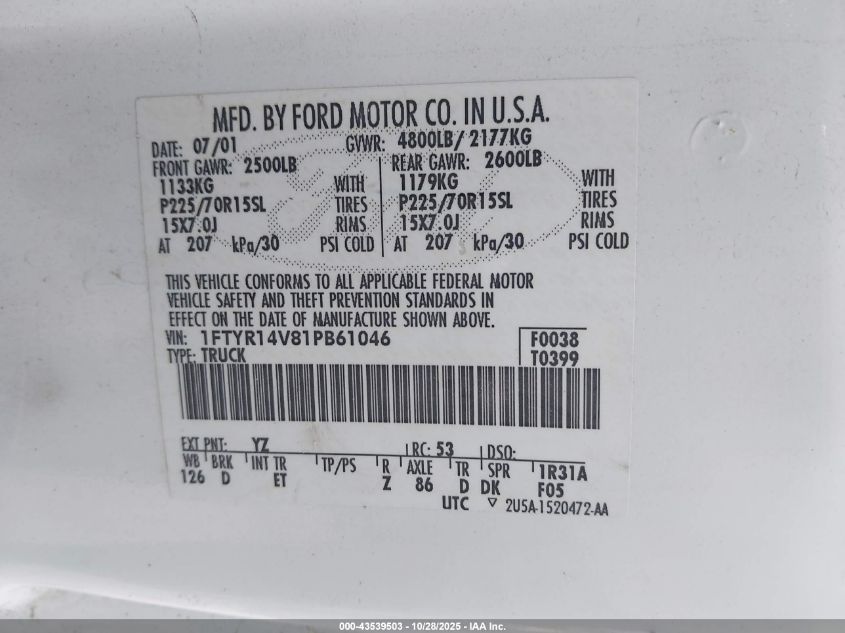 MFD. BY FORD MOTOR CO. IN U.S.A.
DATE: 07/01 GVWR: 4800LB/ 2177KG
FRONT GAWR: 2500LB REAR GAWR: 2600LB
1133KG WITH 1179KG WITH
P225/70R15SL TIRES P225/70R15SL TIRES
15X7.0J RIMS 15X7.0J RIMS
AT 207 kPa/30 PSI COLD AT 207 kPa/30 PSI COLD
THIS VEHICLE CONFORMS TO ALL APPLICABLE FEDERAL MOTOR
VEHICLE SAFETY AND THEFT PREVENTION STANDARDS IN
EFFECT ON THE DATE OF MANUFACTURE SHOWN ABOVE.
VIN: 1FTYR14V81PB61046 F0038
TYPE: TRUCK T0399
EXT PNT: YZ RC: 53 DSO:
WB BRK INT TR TP/PS R AXLE TR SPR 1R31A
126 D ET Z 86 D DK F05
UTC ▽ 2U5A-1520472-AA
000-43539503 - 10/28/2025 - IAA Inc.